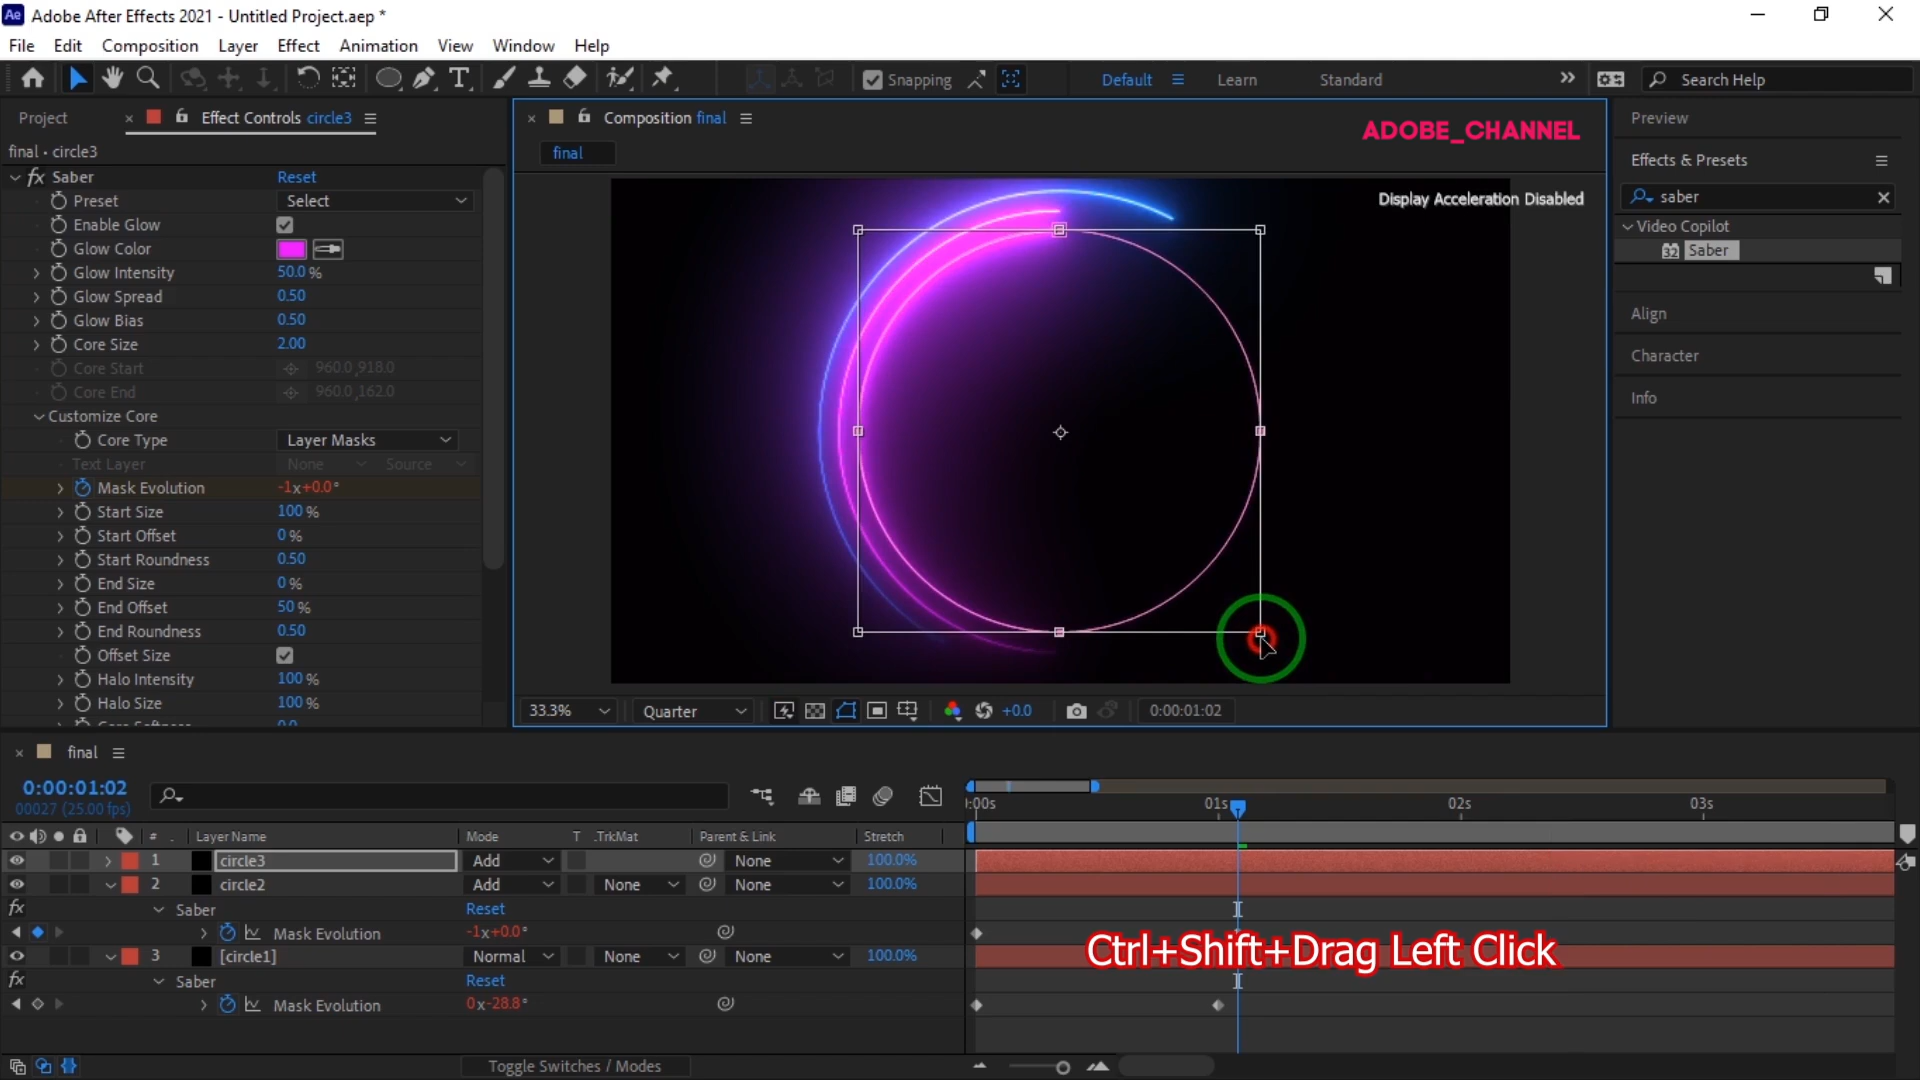 Ae Adobe After Effects 2021 - Untitled Project.aep *
File Edit Composition Layer Effect Animation View Window Help
Snapping Default Learn Standard Search Help
Project Effect Controls circle3
final • circle3
fx Saber Reset
Preset Select
Enable Glow
Glow Color
Glow Intensity 50.0 %
Glow Spread 0.50
Glow Bias 0.50
Core Size 2.00
Core Start 960.0,918.0
Core End 960.0,162.0
Customize Core
Core Type Layer Masks
Text Layer None Source
Mask Evolution -1x+0.0°
Start Size 100 %
Start Offset 0 %
Start Roundness 0.50
End Size 0 %
End Offset 50 %
End Roundness 0.50
Offset Size
Halo Intensity 100 %
Halo Size 100 %
Composition final
final
ADOBE_CHANNEL
Display Acceleration Disabled
33.3% Quarter +0.0 0:00:01:02
Preview
Effects & Presets
saber
Video Copilot
32 Saber
Align
Character
Info
final
0:00:01:02
00027 (25.00 fps)
:00s 01s 02s 03s
# Layer Name Mode T .TrkMat Parent & Link Stretch
1 circle3 Add None 100.0%
2 circle2 Add None None 100.0%
fx Saber Reset
Mask Evolution -1x+0.0°
3 [circle1] Normal None None 100.0%
fx Saber Reset
Mask Evolution 0x-28.8°
Ctrl+Shift+Drag Left Click
Toggle Switches / Modes